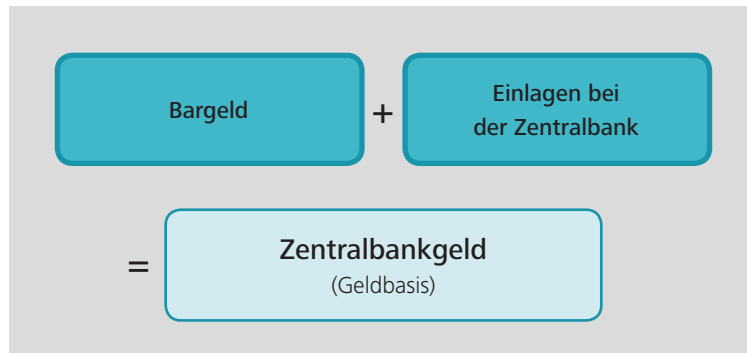 Bargeld
+
Einlagen bei
der Zentralbank
=
Zentralbankgeld
(Geldbasis)